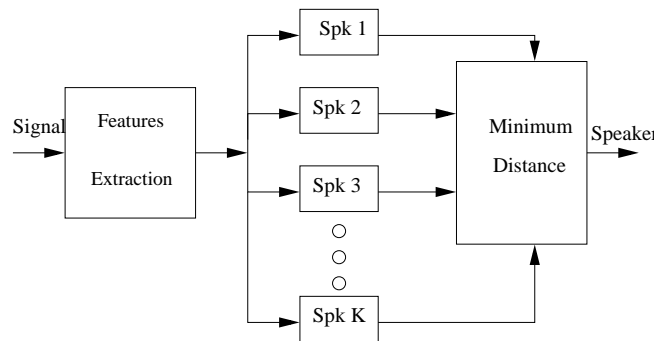 Signal
Features
Extraction
Spk 1
Spk 2
Spk 3
Spk K
Minimum
Distance
Speaker